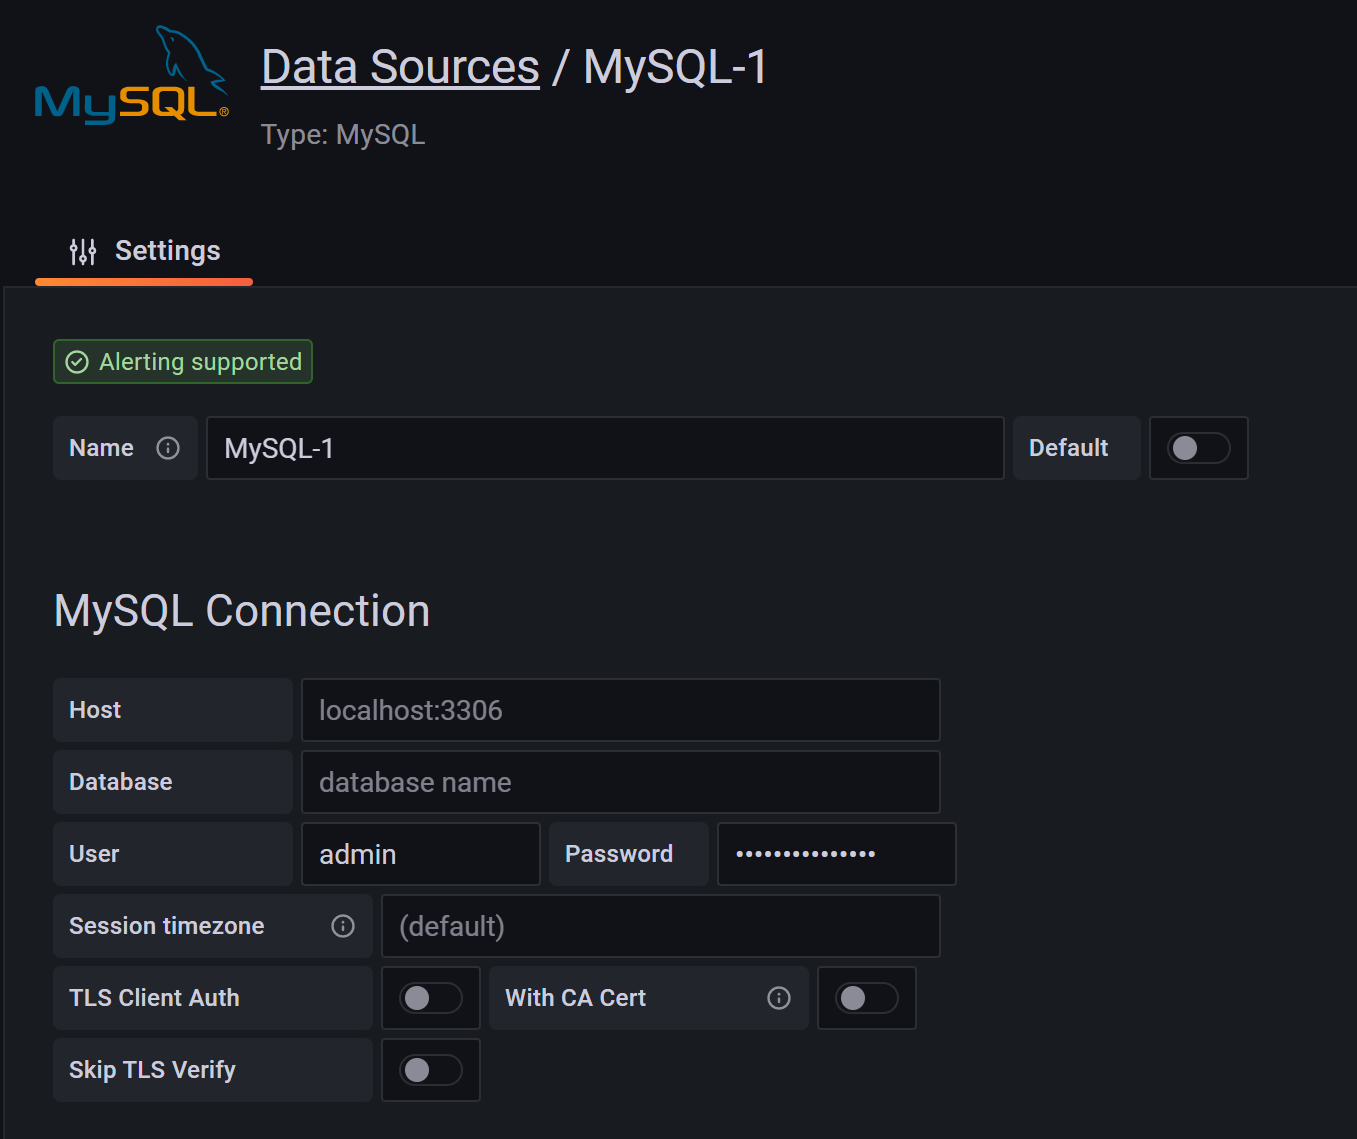 MySQL®
Data Sources / MySQL-1
Type: MySQL
Settings
Alerting supported
Name MySQL-1 Default
MySQL Connection
Host localhost:3306
Database database name
User admin Password •••••••••••••••
Session timezone (default)
TLS Client Auth With CA Cert
Skip TLS Verify